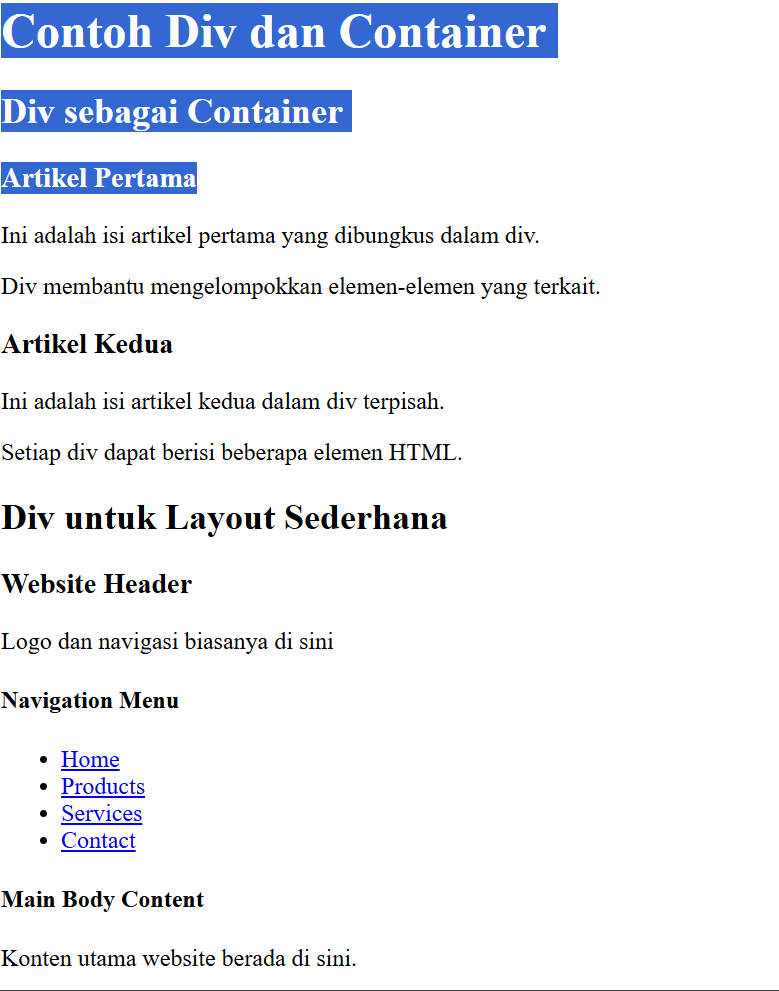 Contoh Div dan Container
Div sebagai Container
Artikel Pertama
Ini adalah isi artikel pertama yang dibungkus dalam div.
Div membantu mengelompokkan elemen-elemen yang terkait.
Artikel Kedua
Ini adalah isi artikel kedua dalam div terpisah.
Setiap div dapat berisi beberapa elemen HTML.
Div untuk Layout Sederhana
Website Header
Logo dan navigasi biasanya di sini
Navigation Menu
Home
Products
Services
Contact
Main Body Content
Konten utama website berada di sini.